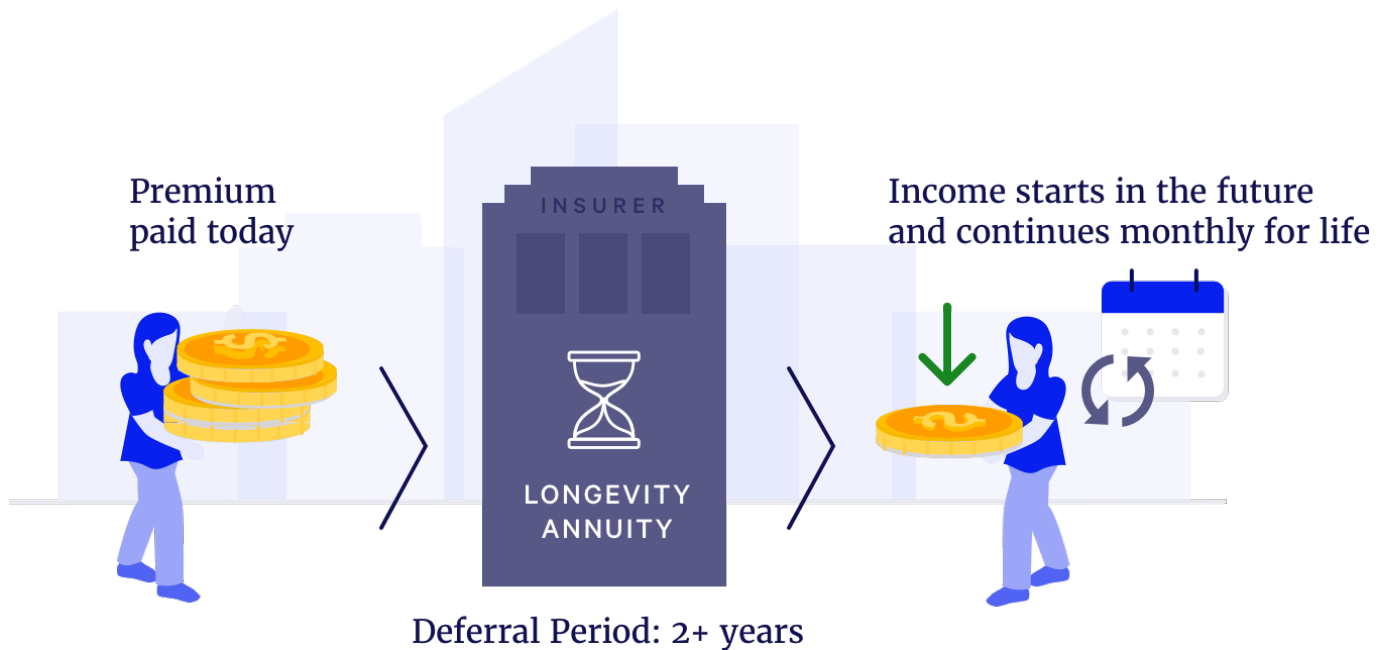 Premium
paid today
INSURER
LONGEVITY
ANNUITY
Deferral Period: 2+ years
Income starts in the future
and continues monthly for life